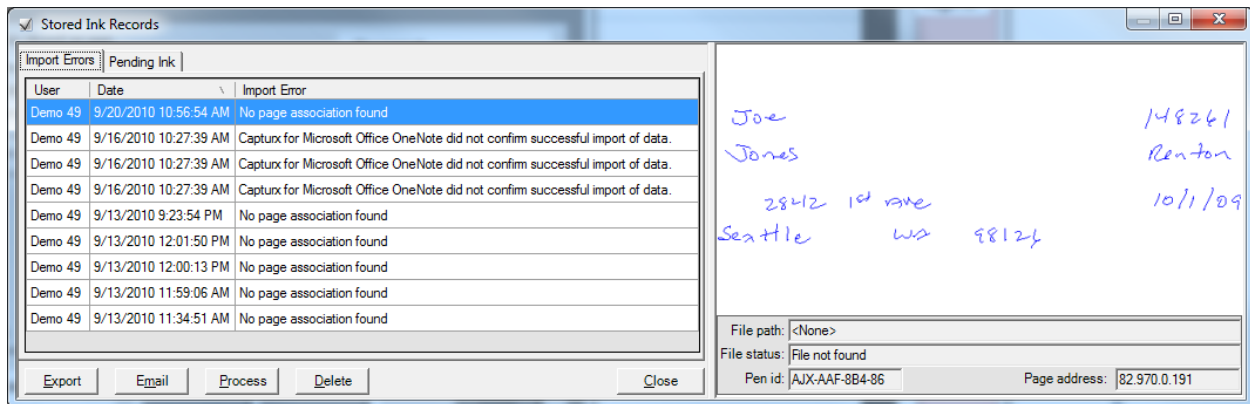 Stored Ink Records
Import Errors Pending Ink
User Date \ Import Error
Demo 49 9/20/2010 10:56:54 AM No page association found
Demo 49 9/16/2010 10:27:39 AM Capturx for Microsoft Office OneNote did not confirm successful import of data.
Demo 49 9/16/2010 10:27:39 AM Capturx for Microsoft Office OneNote did not confirm successful import of data.
Demo 49 9/16/2010 10:27:39 AM Capturx for Microsoft Office OneNote did not confirm successful import of data.
Demo 49 9/13/2010 9:23:54 PM No page association found
Demo 49 9/13/2010 12:01:50 PM No page association found
Demo 49 9/13/2010 12:00:13 PM No page association found
Demo 49 9/13/2010 11:59:06 AM No page association found
Demo 49 9/13/2010 11:34:51 AM No page association found
Export Email Process Delete Close
Joe 148261
Jones Renton
2842 1st Ave 10/1/09
Seattle WA 98126
File path: <None>
File status: File not found
Pen id: AJX-AAF-8B4-86 Page address: 82.970.0.191